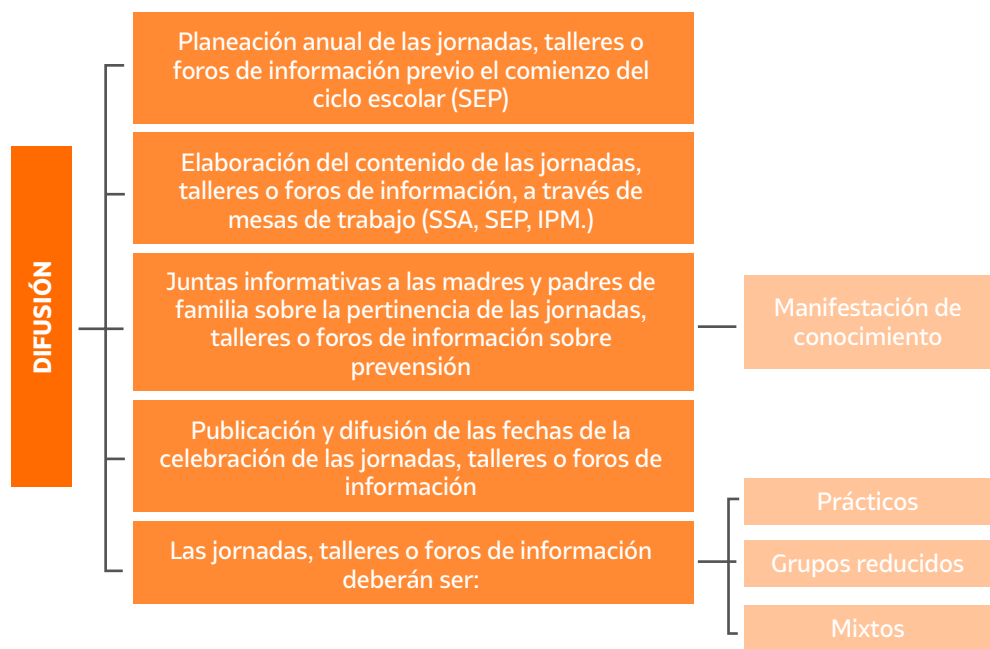 DIFUSIÓN
Planeación anual de las jornadas, talleres o
foros de información previo el comienzo del
ciclo escolar (SEP)
Elaboración del contenido de las jornadas,
talleres o foros de información, a través de
mesas de trabajo (SSA, SEP, IPM.)
Juntas informativas a las madres y padres de
familia sobre la pertinencia de las jornadas,
talleres o foros de información sobre
prevensión
Manifestación de
conocimiento
Publicación y difusión de las fechas de la
celebración de las jornadas, talleres o foros de
información
Las jornadas, talleres o foros de información
deberán ser:
Prácticos
Grupos reducidos
Mixtos